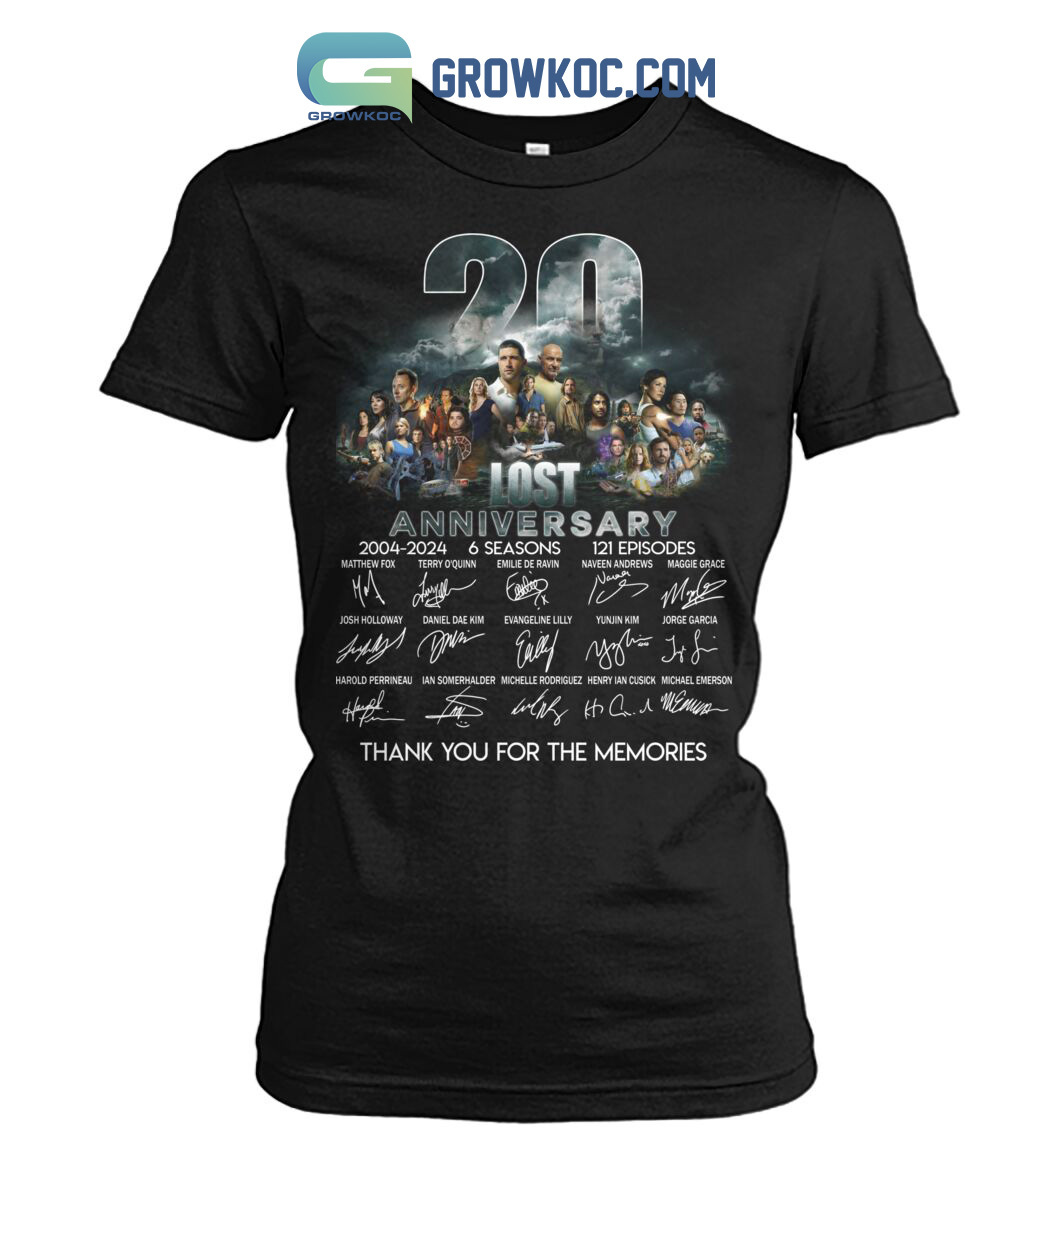 GROWKOC.COM
GROWKOC
20
LOST
ANNIVERSARY
2004-2024 6 SEASONS 121 EPISODES
MATTHEW FOX TERRY O'QUINN EMILIE DE RAVIN NAVEEN ANDREWS MAGGIE GRACE
JOSH HOLLOWAY DANIEL DAE KIM EVANGELINE LILLY YUNJIN KIM JORGE GARCIA
HAROLD PERRINEAU IAN SOMERHALDER MICHELLE RODRIGUEZ HENRY IAN CUSICK MICHAEL EMERSON
THANK YOU FOR THE MEMORIES